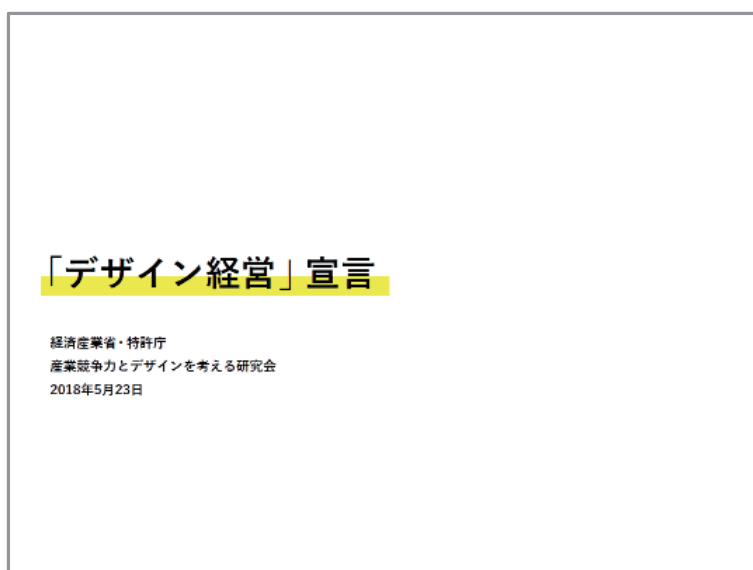 「デザイン経営」宣言
経済産業省・特許庁
産業競争力とデザインを考える研究会
2018年5月23日